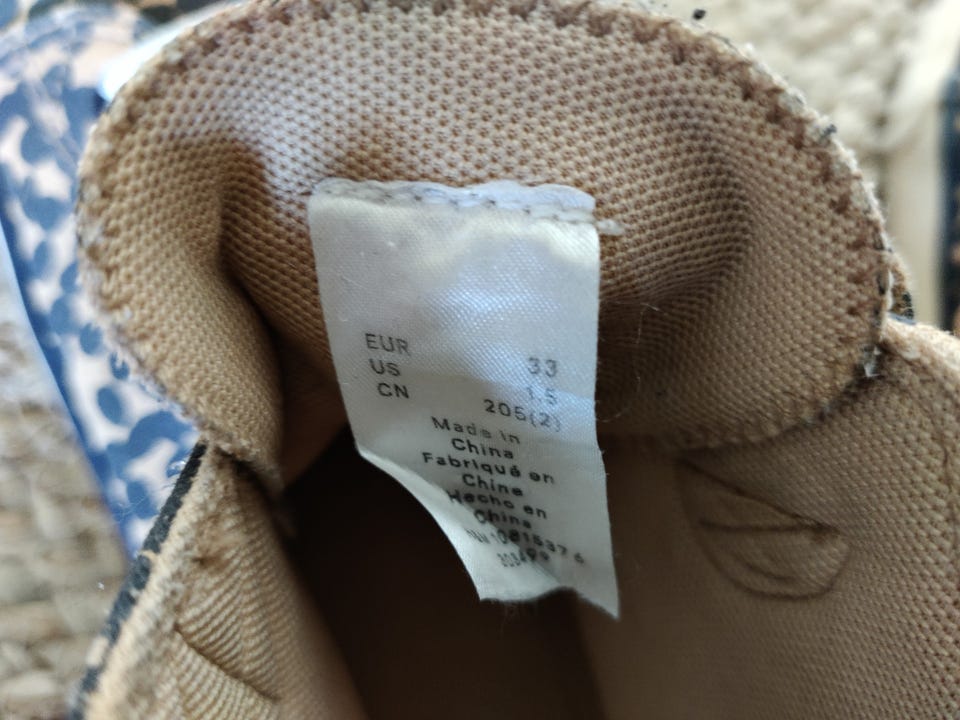 EUR 33
US 1.5
CN 205(2)
Made in
China
Fabriqué en
Chine
Hecho en
China